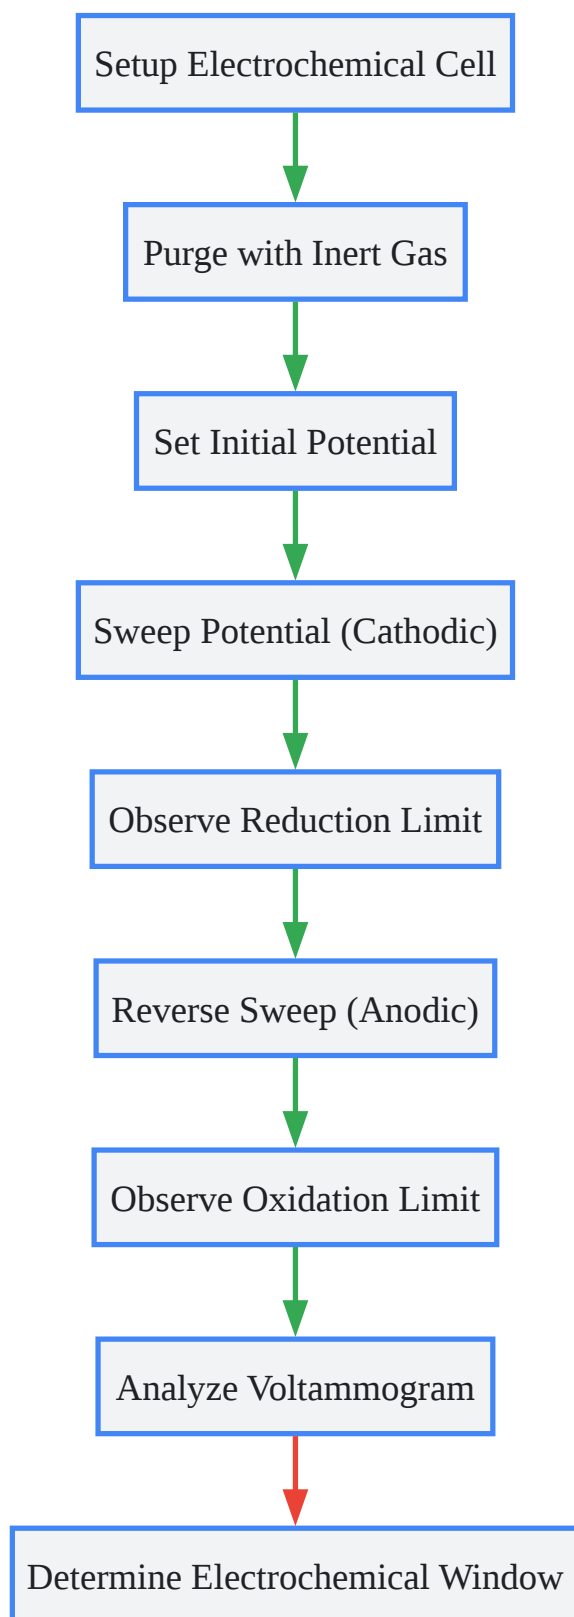 Setup Electrochemical Cell
Purge with Inert Gas
Set Initial Potential
Sweep Potential (Cathodic)
Observe Reduction Limit
Reverse Sweep (Anodic)
Observe Oxidation Limit
Analyze Voltammogram
Determine Electrochemical Window